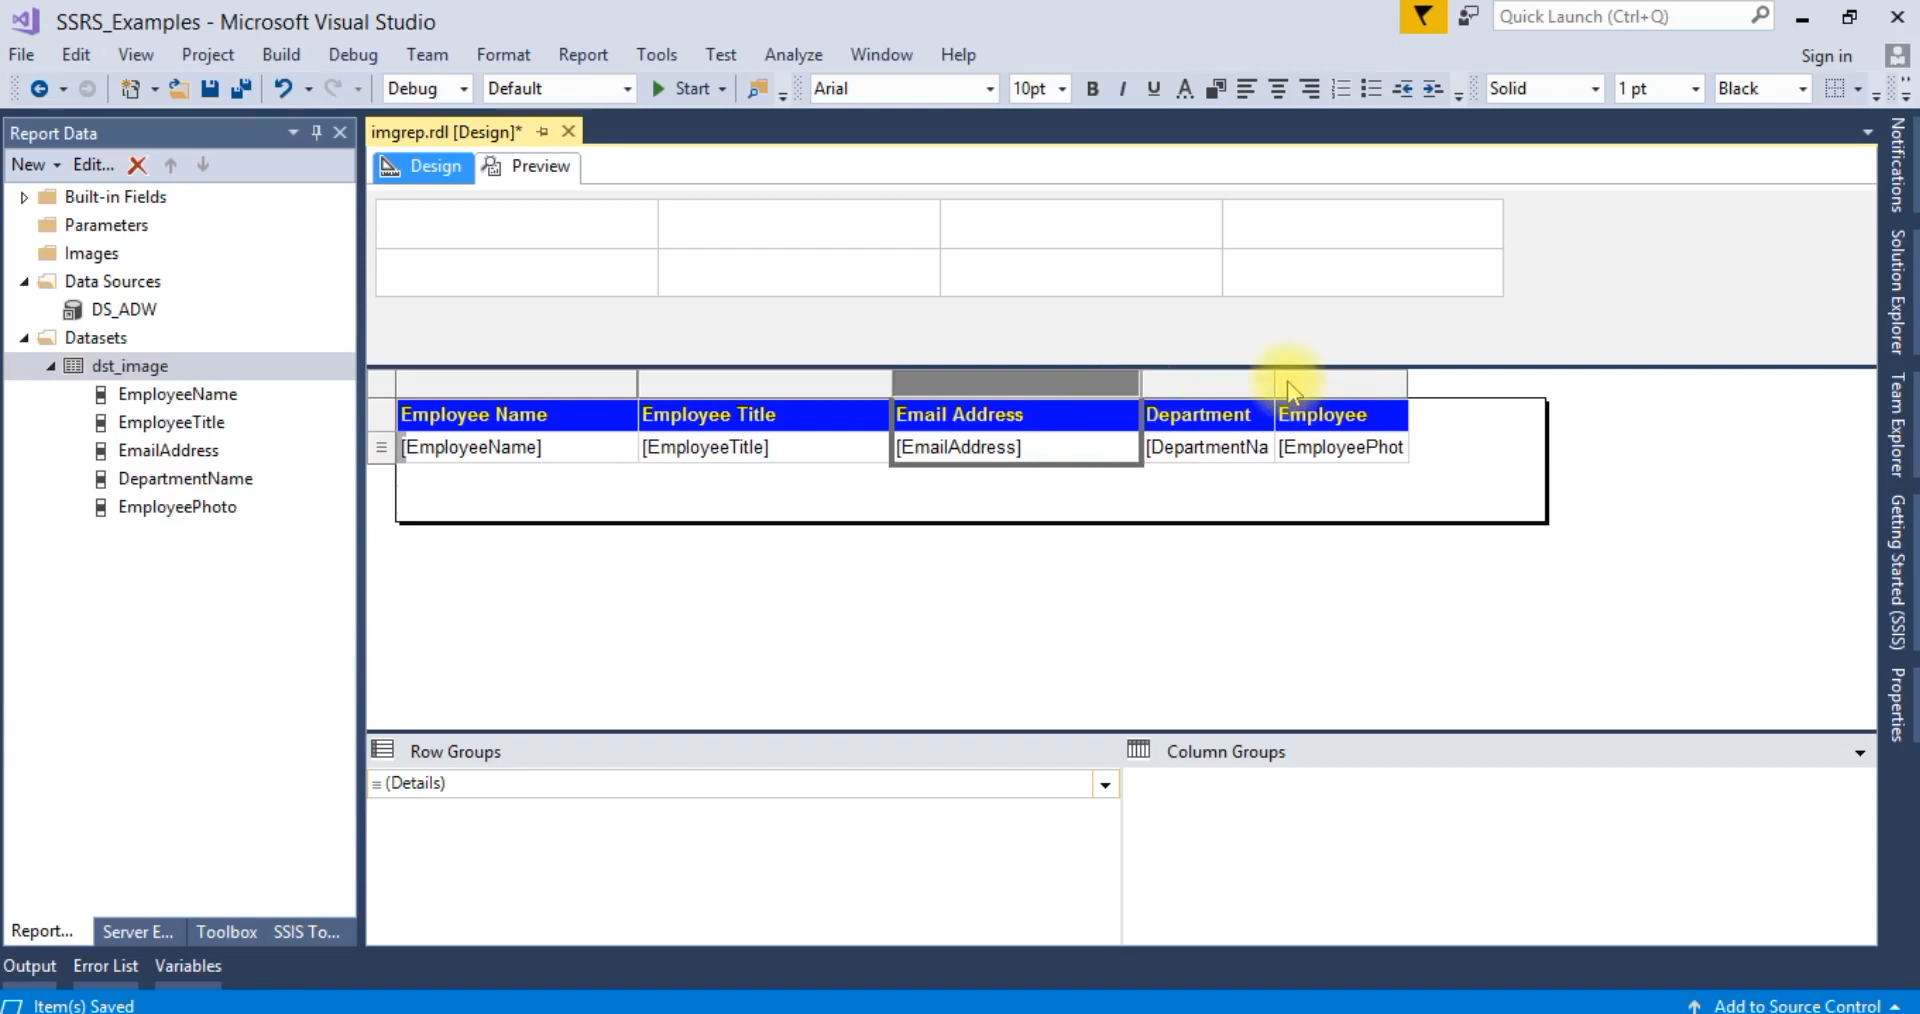 SSRS_Examples - Microsoft Visual Studio
Quick Launch (Ctrl+Q)
File Edit View Project Build Debug Team Format Report Tools Test Analyze Window Help
Sign in
Debug Default Start Arial 10pt B I U A Solid 1 pt Black
Report Data
imgrep.rdl [Design]*
New Edit...
Design Preview
Built-in Fields
Parameters
Images
Data Sources
DS_ADW
Datasets
dst_image
EmployeeName
EmployeeTitle
EmailAddress
DepartmentName
EmployeePhoto
Employee Name Employee Title Email Address Department Employee
[EmployeeName] [EmployeeTitle] [EmailAddress] [DepartmentNa [EmployeePhot
Row Groups
Column Groups
(Details)
Notifications
Solution Explorer
Team Explorer
Getting Started (SSIS)
Properties
Report... Server E... Toolbox SSIS To...
Output Error List Variables
Item(s) Saved
Add to Source Control